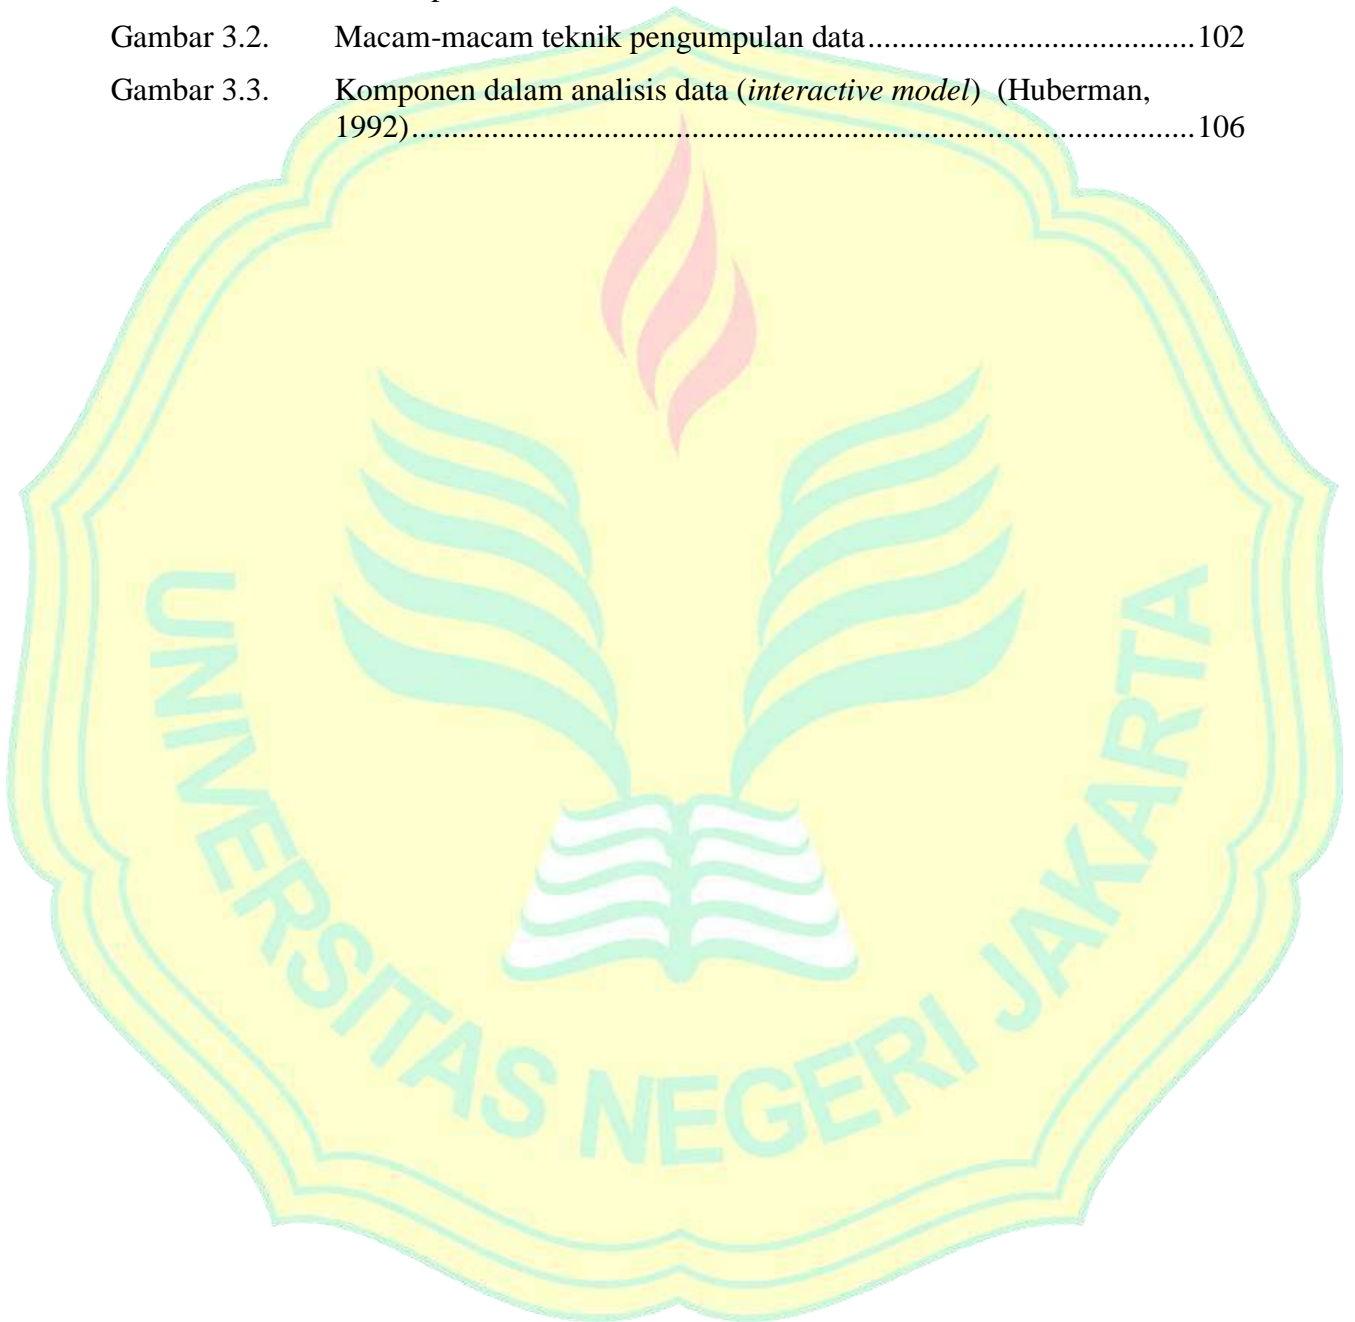 Gambar 3.2. Macam-macam teknik pengumpulan data..........................................102
Gambar 3.3. Komponen dalam analisis data (interactive model) (Huberman,
1992)....................................................................................................106
UNIVERSITAS NEGERI JAKARTA